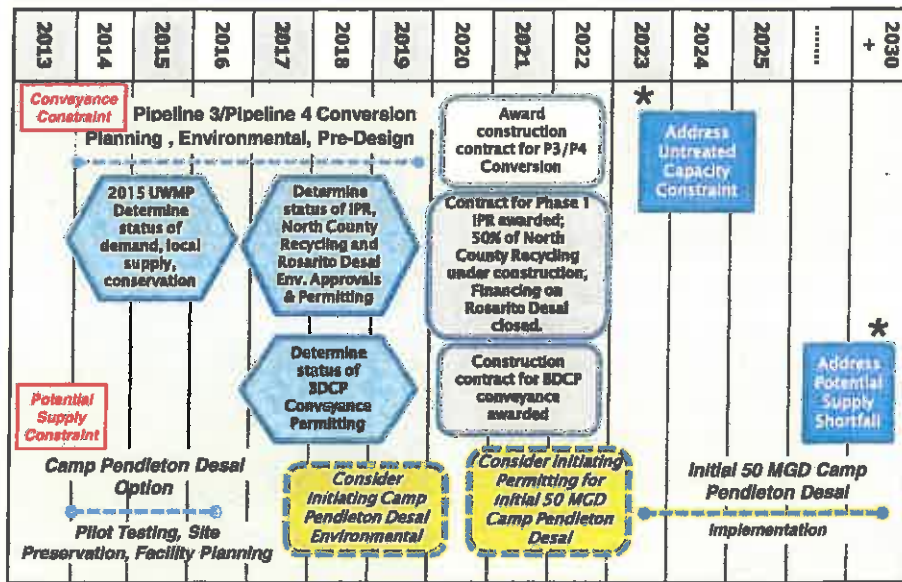 2013
2014
2015
2016
2017
2018
2019
2020
2021
2022
2023
2024
2025
.......
+
2030
Conveyance
Constraint
Pipeline 3/Pipeline 4 Conversion
Planning , Environmental, Pre-Design
Award
construction
contract for P3/P4
Conversion
*
Address
Untreated
Capacity
Constraint
2015 UWMP
Determine
status of
demand, local
supply,
conservation
Determine
status of IPR,
North County
Recycling and
Rosarito Desal
Env. Approvals
& Permitting
Contract for Phase 1
IPR awarded;
50% of North
County Recycling
under construction;
Financing on
Rosarito Desal
closed.
Potential
Supply
Constraint
Determine
status of
BDCP
Conveyance
Permitting
Construction
contract for BDCP
conveyance
awarded
*
Address
Potential
Supply
Shortfall
Camp Pendleton Desal
Option
Pilot Testing, Site
Preservation, Facility Planning
Consider
Initiating Camp
Pendleton Desal
Environmental
Consider Initiating
Permitting for
Initial 50 MGD
Camp Pendleton
Desal
Initial 50 MGD Camp
Pendleton Desal
Implementation